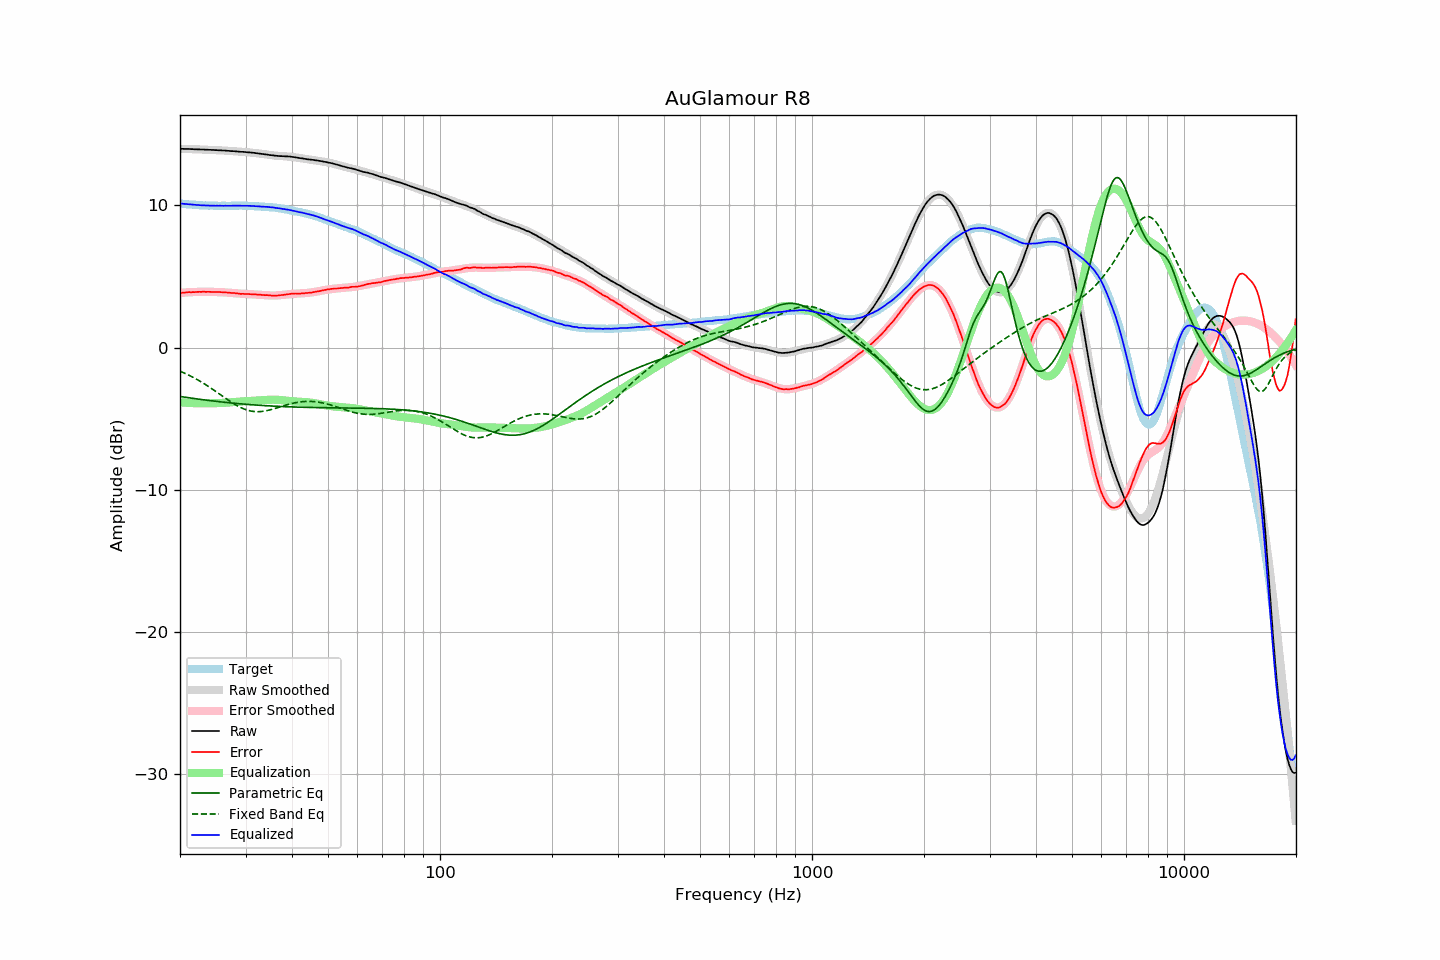 AuGlamour R8
10
0
−10
−20
−30
Amplitude (dBr)
100
1000
10000
Frequency (Hz)
Target
Raw Smoothed
Error Smoothed
Raw
Error
Equalization
Parametric Eq
Fixed Band Eq
Equalized